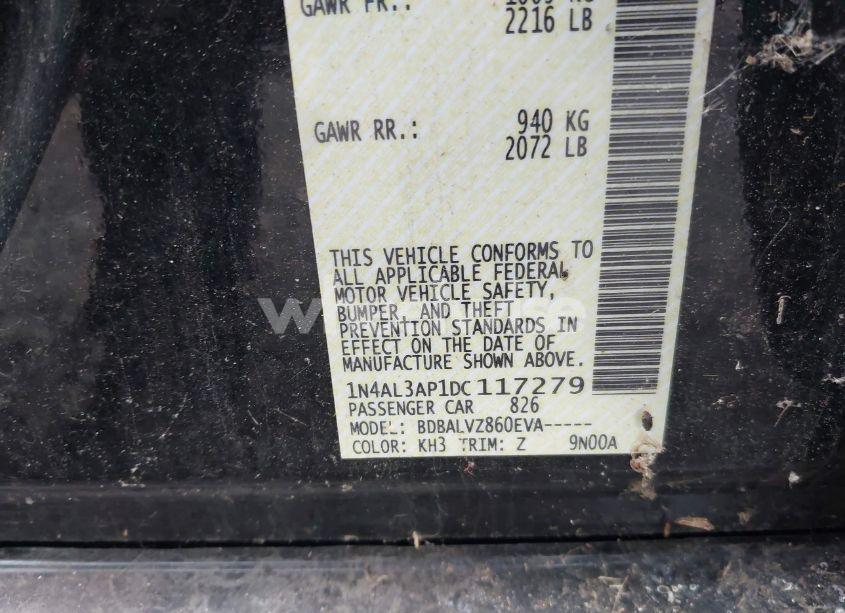 GAWR FR.:
2216 LB
GAWR RR.: 940 KG
2072 LB
THIS VEHICLE CONFORMS TO
ALL APPLICABLE FEDERAL
MOTOR VEHICLE SAFETY,
BUMPER, AND THEFT
PREVENTION STANDARDS IN
EFFECT ON THE DATE OF
MANUFACTURE SHOWN ABOVE.
1N4AL3AP1DC117279
PASSENGER CAR 826
MODEL: BDBALVZ860EVA-----
COLOR: KH3 TRIM: Z 9N00A